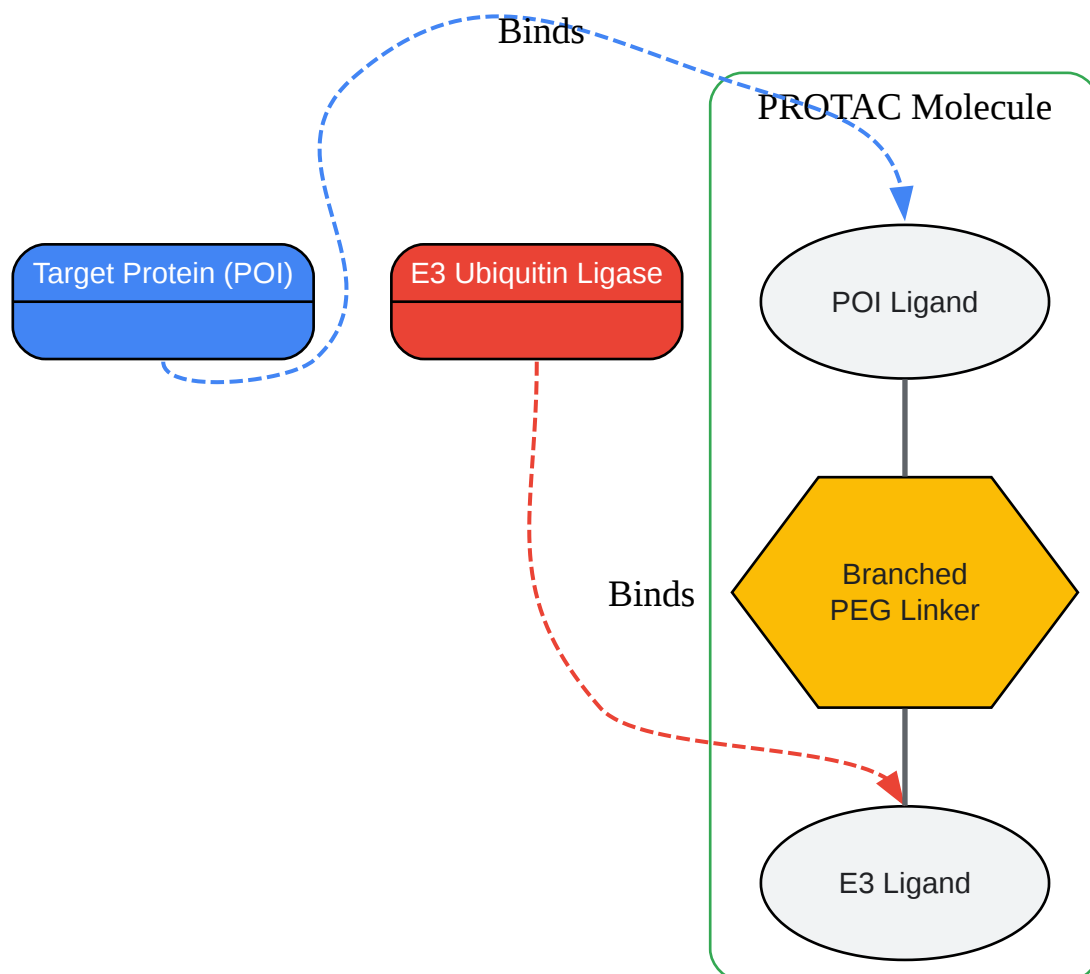 Binds
PROTAC Molecule
Target Protein (POI)
E3 Ubiquitin Ligase
POI Ligand
Branched
PEG Linker
Binds
E3 Ligand